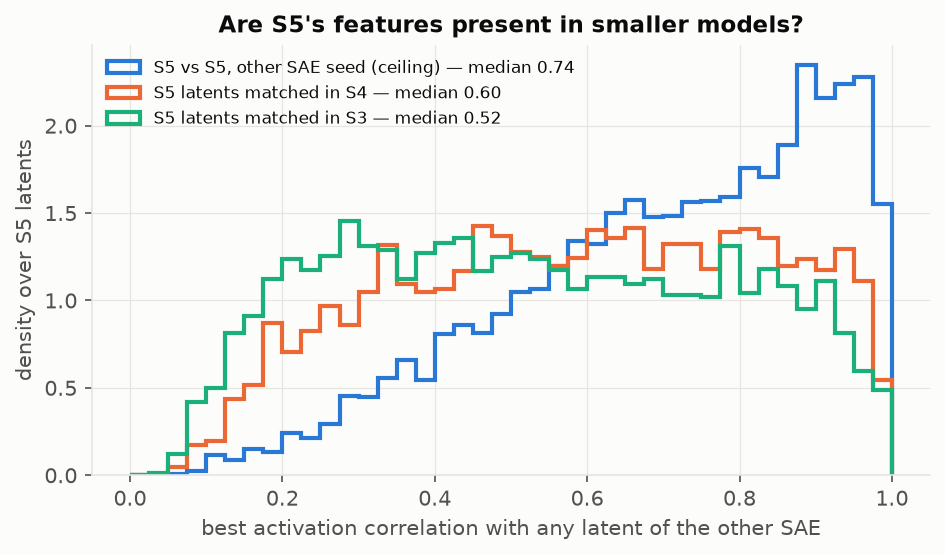 Are S5's features present in smaller models?
S5 vs S5, other SAE seed (ceiling) — median 0.74
S5 latents matched in S4 — median 0.60
S5 latents matched in S3 — median 0.52
density over S5 latents
2.0
1.5
1.0
0.5
0.0
0.0 0.2 0.4 0.6 0.8 1.0
best activation correlation with any latent of the other SAE